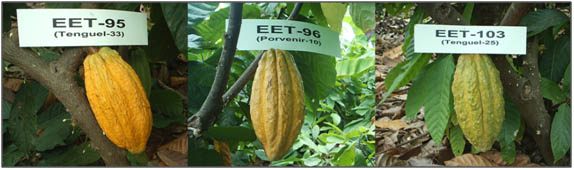 EET-95
(Tenguel-33)
EET-96
(Porvenir-10)
EET-103
(Tenguel-25)